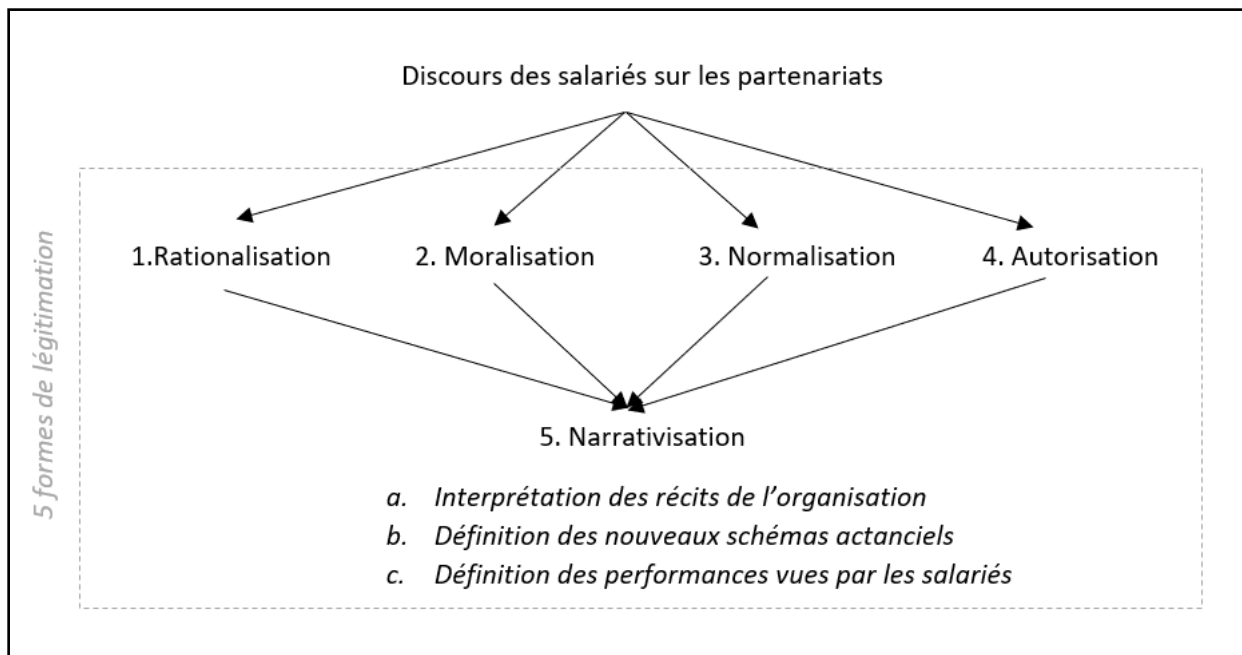 Discours des salariés sur les partenariats
5 formes de légitimation
1.Rationalisation
2. Moralisation
3. Normalisation
4. Autorisation
5. Narrativisation
a. Interprétation des récits de l’organisation
b. Définition des nouveaux schémas actanciels
c. Définition des performances vues par les salariés